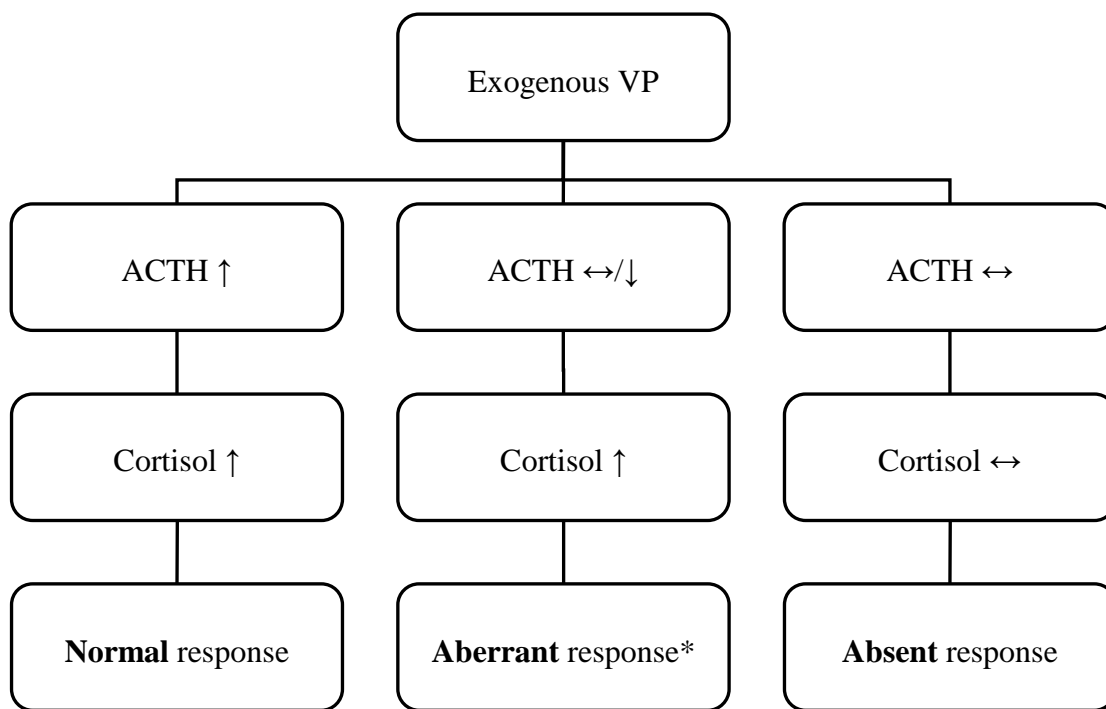 Exogenous VP
ACTH ↑
ACTH ↔/↓
ACTH ↔
Cortisol ↑
Cortisol ↑
Cortisol ↔
Normal response
Aberrant response*
Absent response